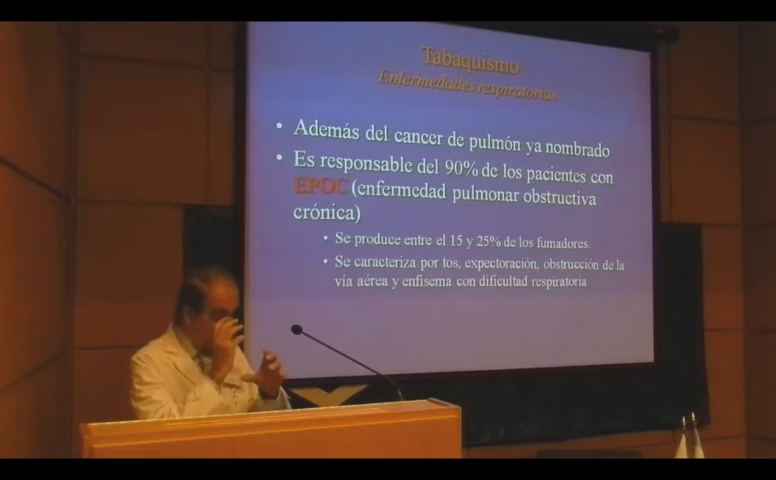 Tabaquismo
Enfermedades respiratorias
• Además del cancer de pulmón ya nombrado
• Es responsable del 90% de los pacientes con
EPOC (enfermedad pulmonar obstructiva
crónica)
• Se produce entre el 15 y 25% de los fumadores.
• Se caracteriza por tos, expectoración, obstrucción de la
vía aérea y enfisema con dificultad respiratoria